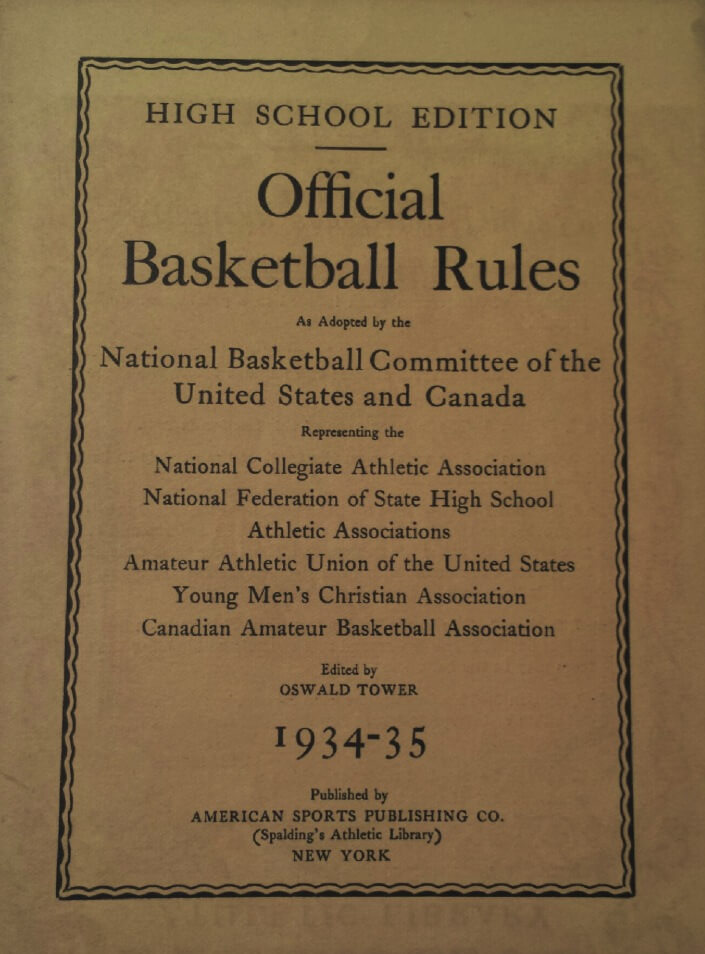 HIGH SCHOOL EDITION
Official
Basketball Rules
As Adopted by the
National Basketball Committee of the
United States and Canada
Representing the
National Collegiate Athletic Association
National Federation of State High School
Athletic Associations
Amateur Athletic Union of the United States
Young Men's Christian Association
Canadian Amateur Basketball Association
Edited by
OSWALD TOWER
1934-35
Published by
AMERICAN SPORTS PUBLISHING CO.
(Spalding's Athletic Library)
NEW YORK